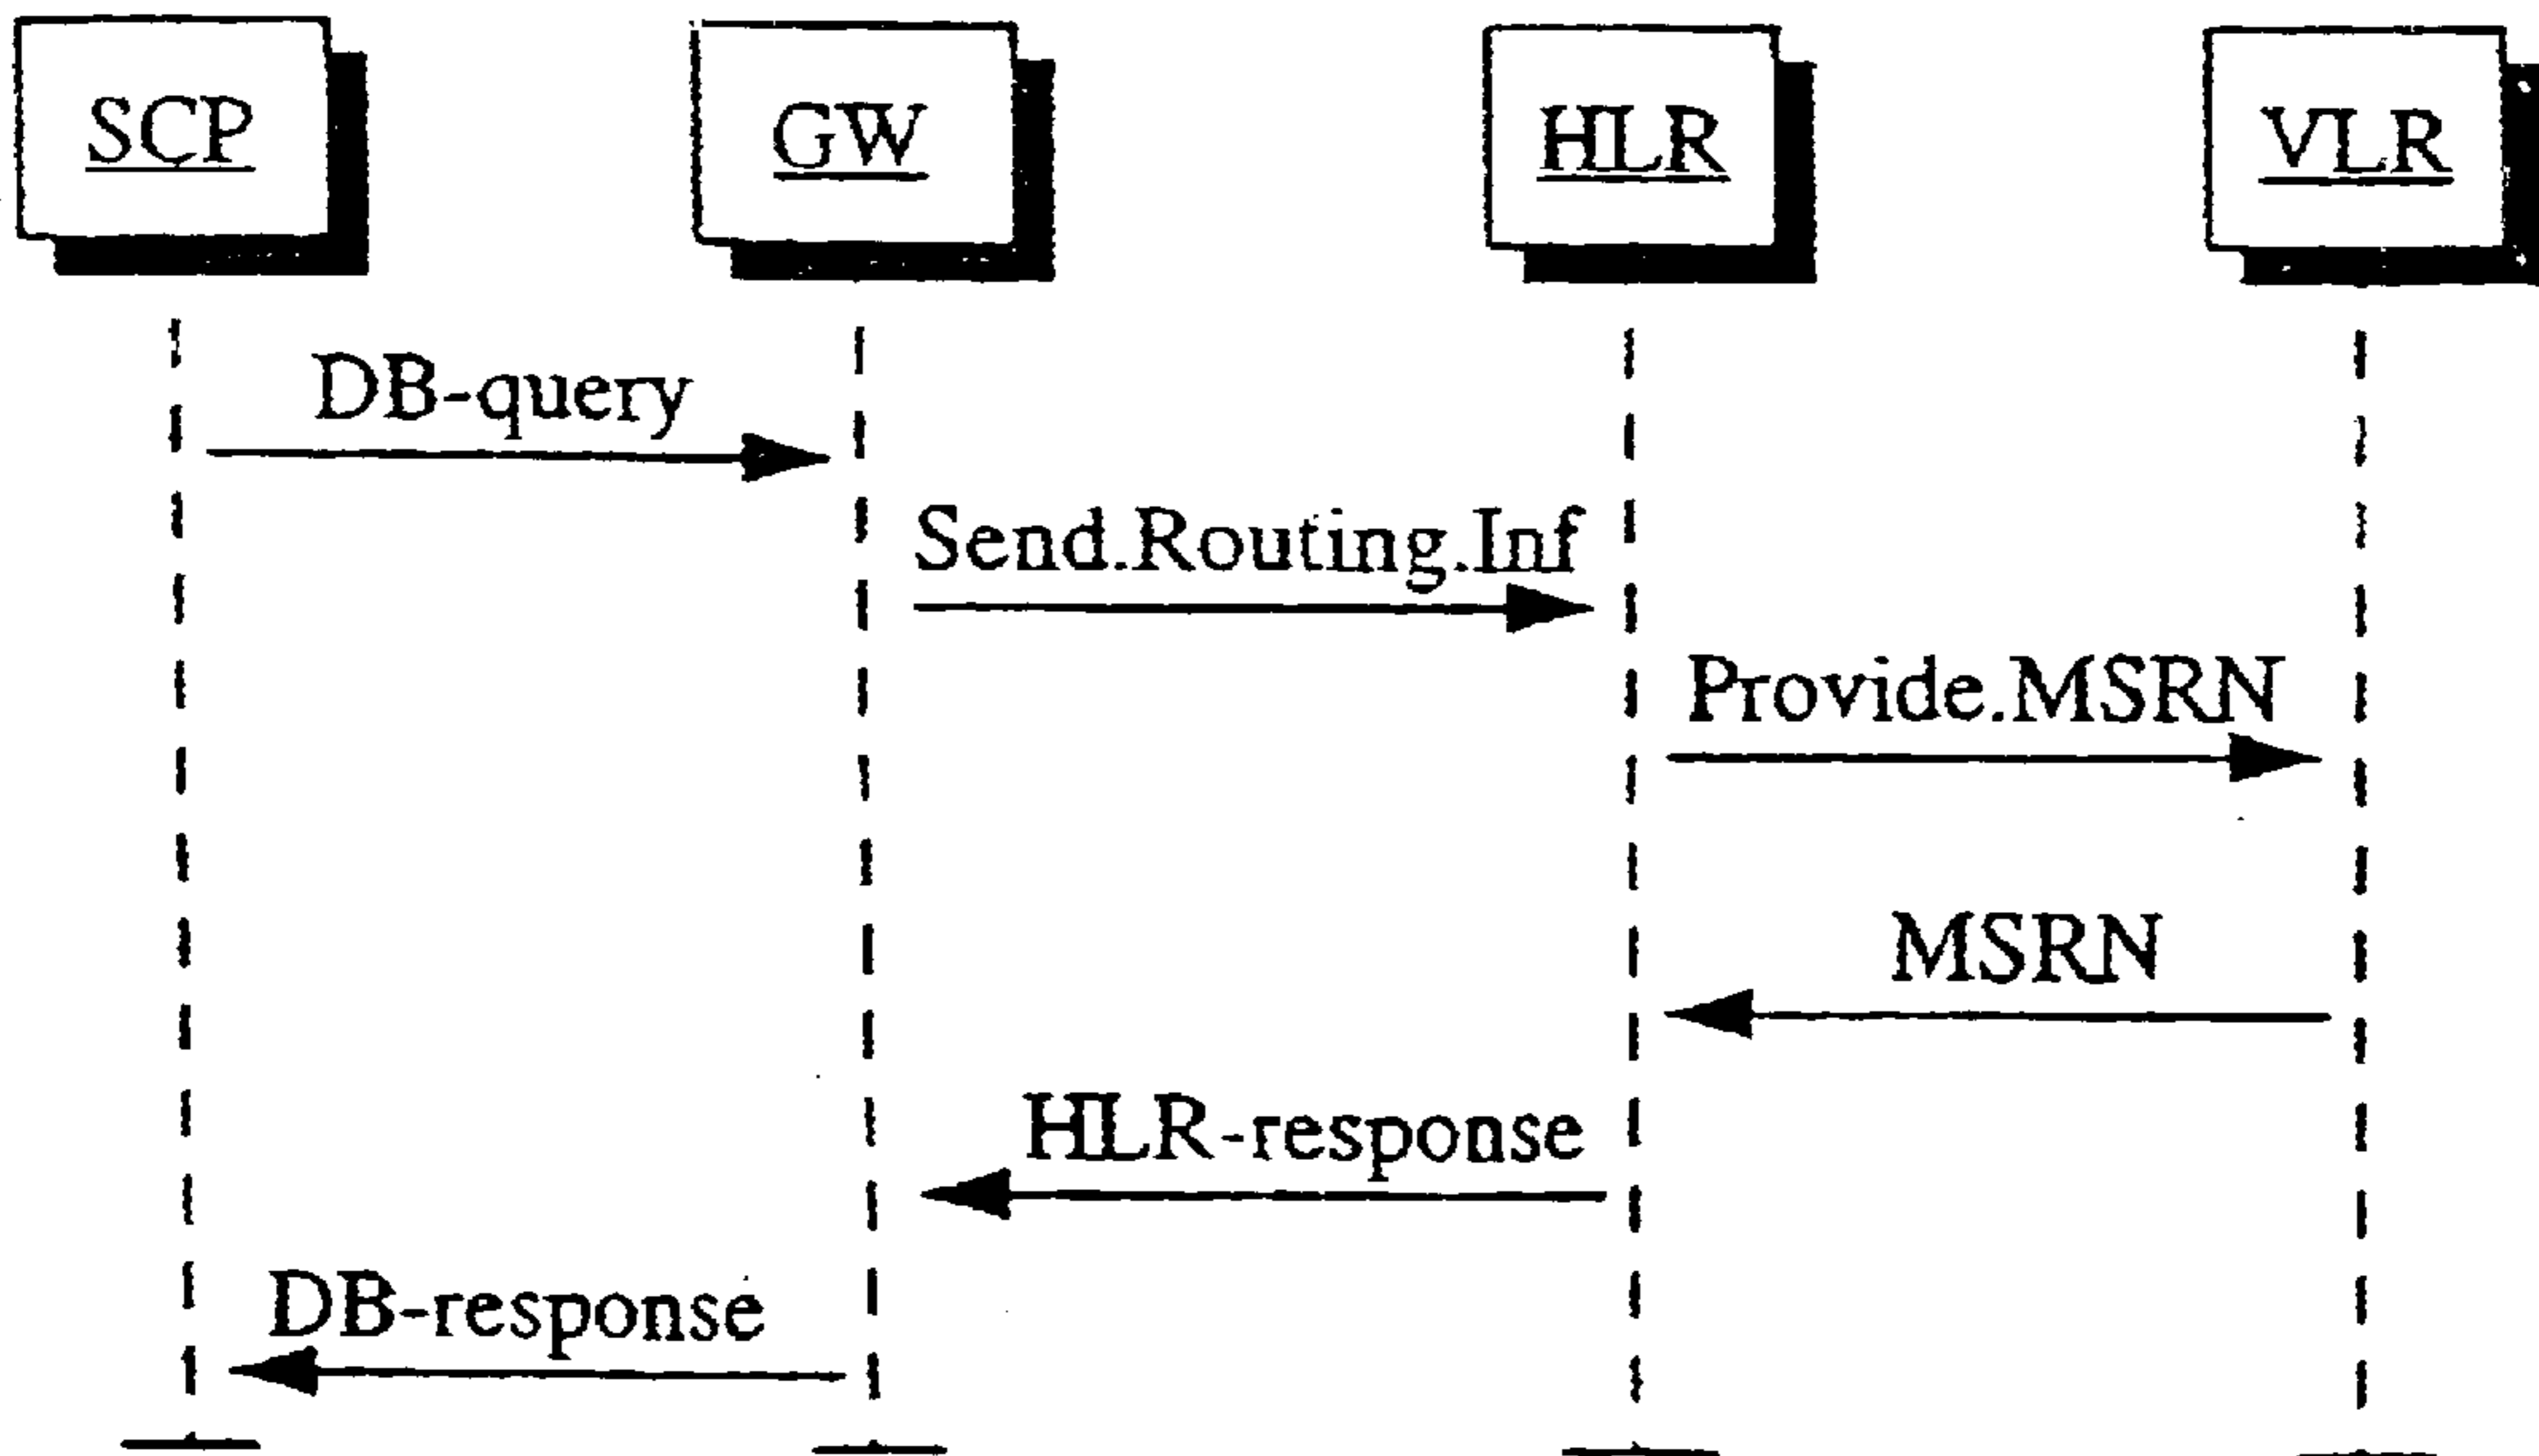 SCP GW HLR VLR
DB-query
Send.Routing.Inf
Provide.MSRN
MSRN
HLR-response
DB-response